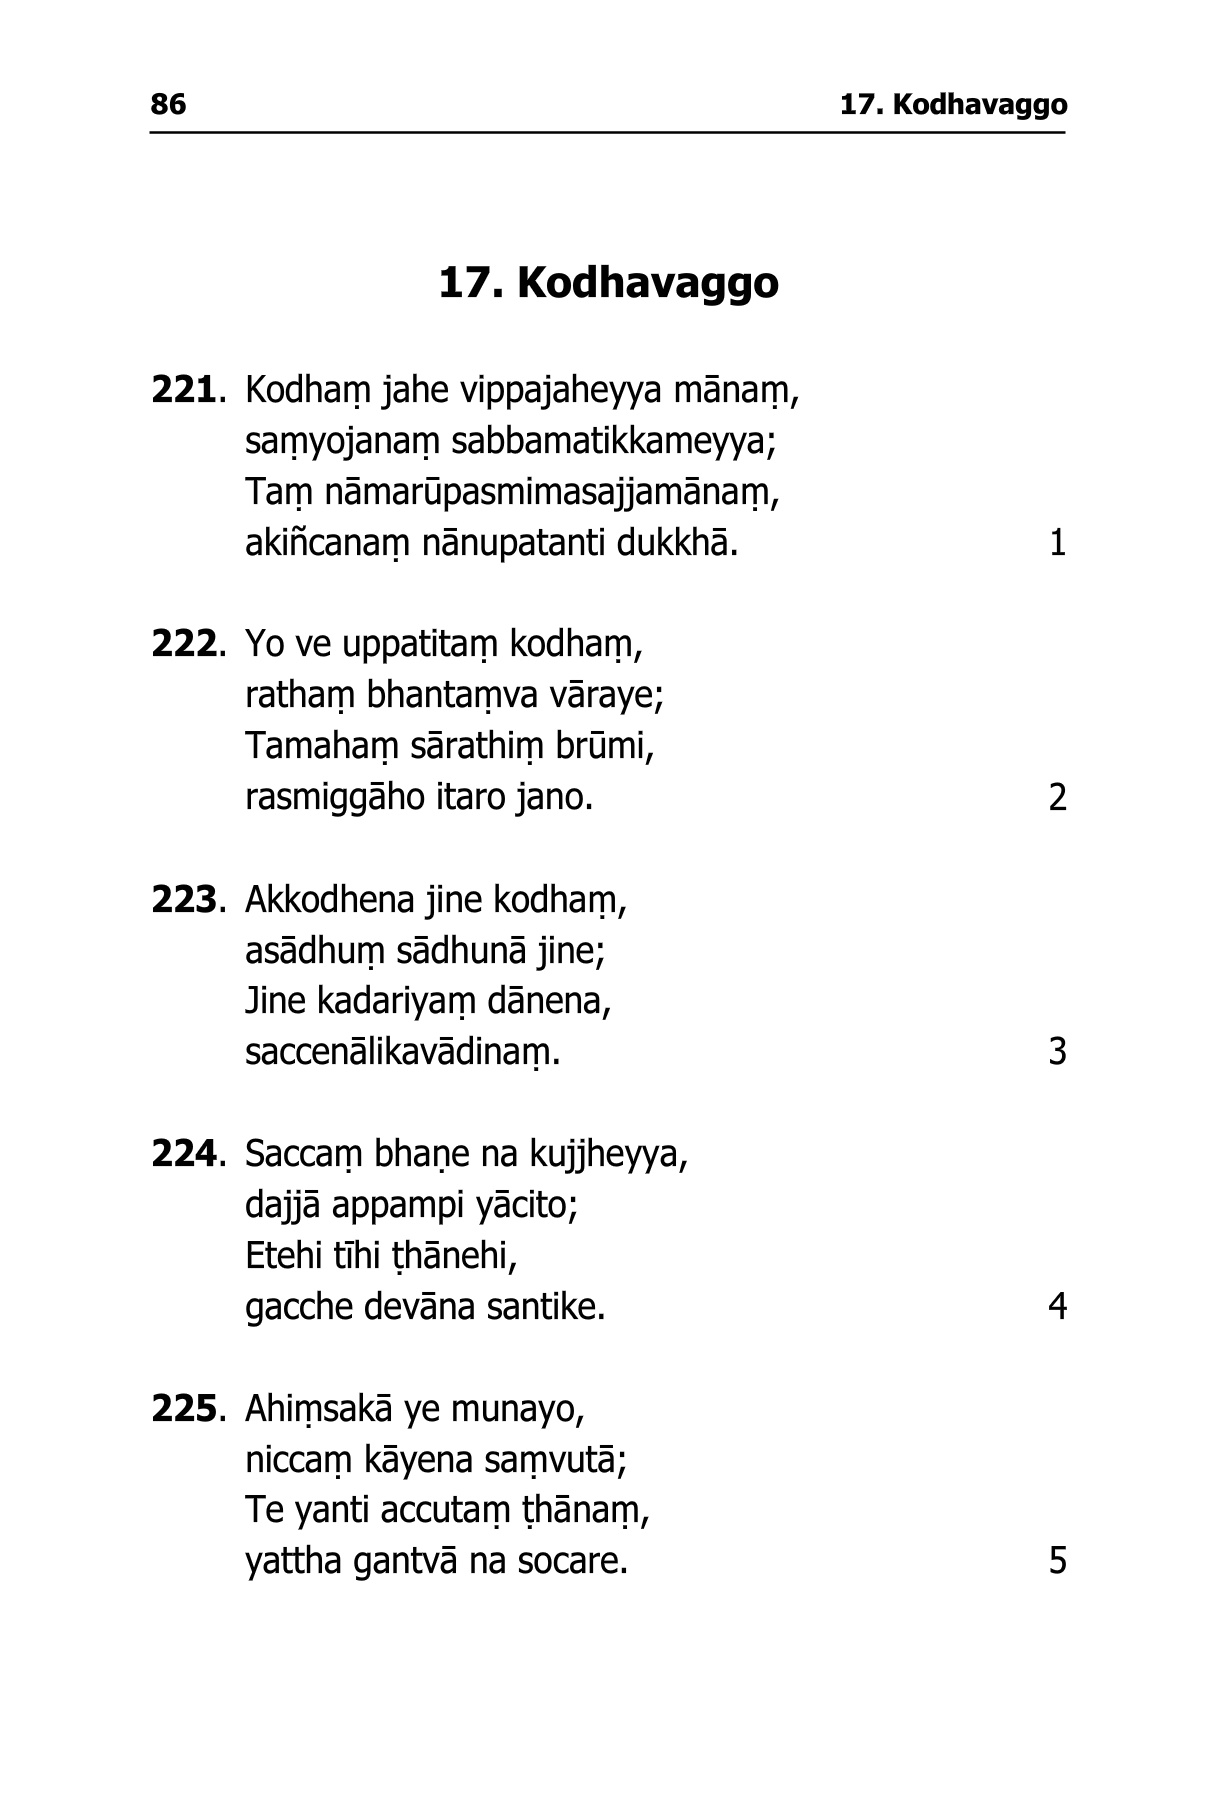 86 17. Kodhavaggo
17. Kodhavaggo
221. Kodhaṃ jahe vippajaheyya mānaṃ,
saṃyojanaṃ sabbamatikkameyya;
Taṃ nāmarūpasmimasajjamānaṃ,
akiñcanaṃ nānupatanti dukkhā. 1
222. Yo ve uppatitaṃ kodhaṃ,
rathaṃ bhantaṃva vāraye;
Tamahaṃ sārathiṃ brūmi,
rasmiggāho itaro jano. 2
223. Akkodhena jine kodhaṃ,
asādhuṃ sādhunā jine;
Jine kadariyaṃ dānena,
saccenālikavādinaṃ. 3
224. Saccaṃ bhaṇe na kujjheyya,
dajjā appampi yācito;
Etehi tīhi ṭhānehi,
gacche devāna santike. 4
225. Ahiṃsakā ye munayo,
niccaṃ kāyena saṃvutā;
Te yanti accutaṃ ṭhānaṃ,
yattha gantvā na socare. 5